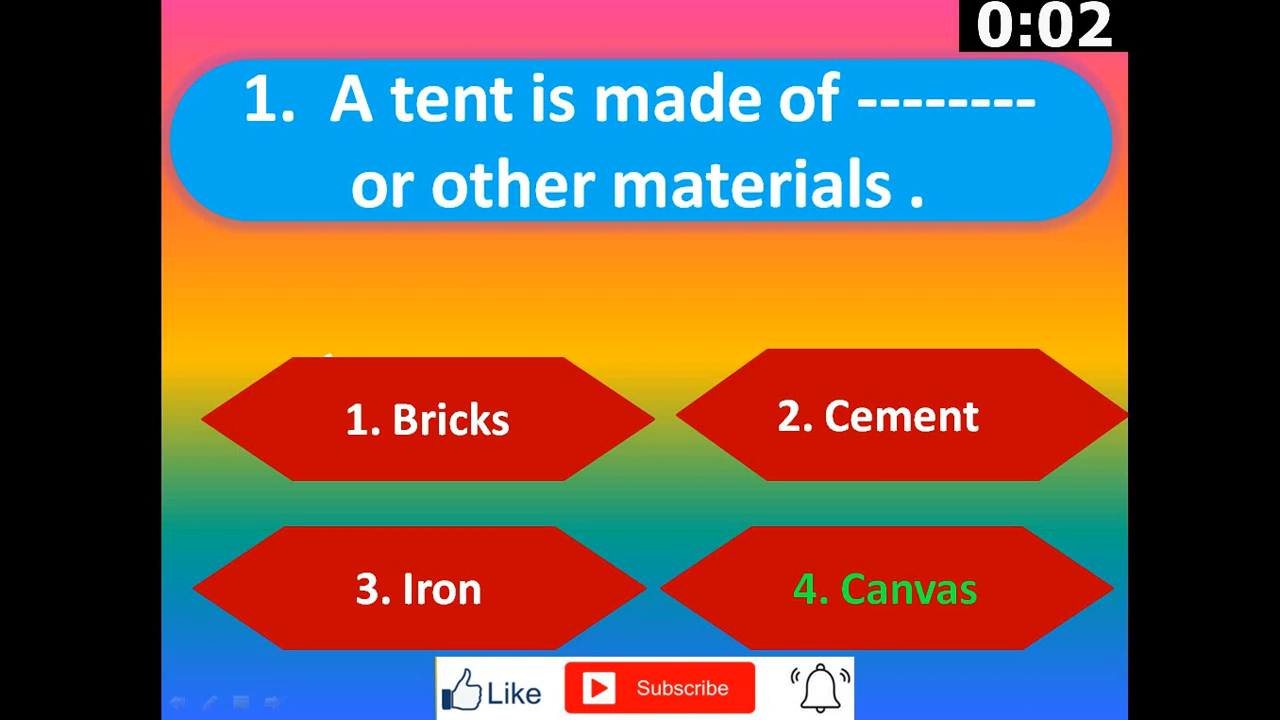 0:02
1. A tent is made of --------
or other materials .
1. Bricks
2. Cement
3. Iron
4. Canvas
Like
Subscribe